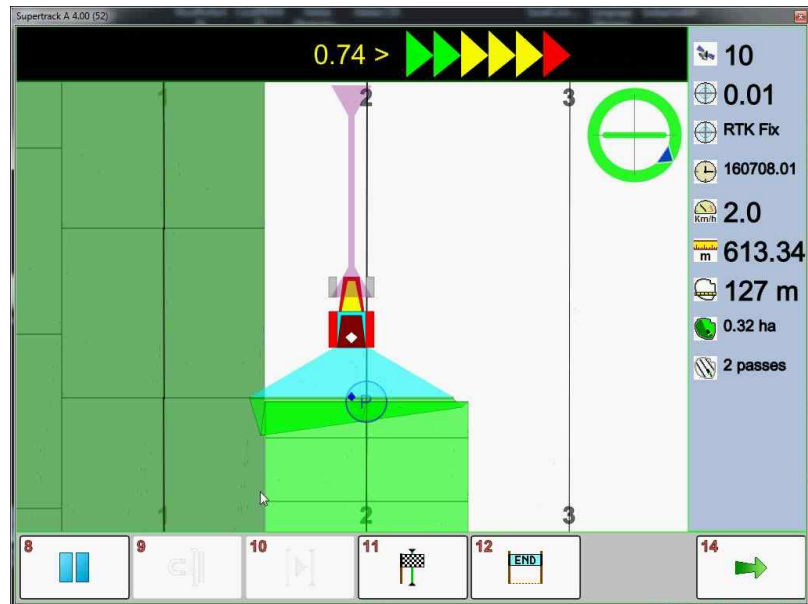 Supertrack A 4.00 (52)
0.74 >
10
0.01
RTK Fix
160708.01
Km/h
2.0
m
613.34
127 m
0.32 ha
2 passes
1
2
3
P
1
2
3
8
9
10
11
12
END
14